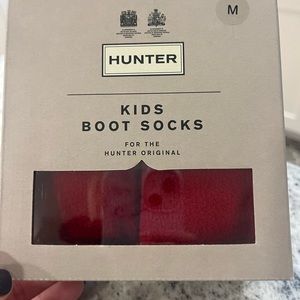 M
HUNTER
KIDS
BOOT SOCKS
FOR THE
HUNTER ORIGINAL